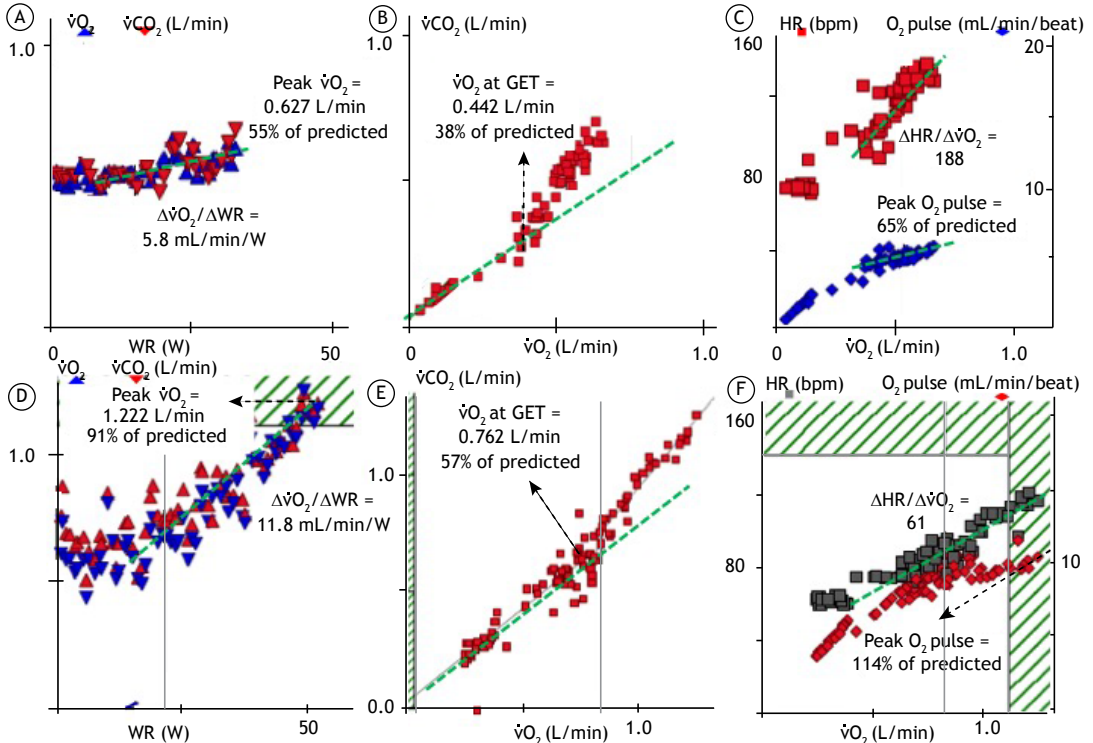 A
V̇O₂ V̇CO₂ (L/min)
1.0
Peak V̇O₂ =
0.627 L/min
55% of predicted
ΔV̇O₂/ΔWR =
5.8 mL/min/W
0
WR (W)
50
B
V̇CO₂ (L/min)
1.0
V̇O₂ at GET =
0.442 L/min
38% of predicted
0
0
V̇O₂ (L/min)
1.0
C
HR (bpm) O₂ pulse (mL/min/beat)
160
20
ΔHR/ΔV̇O₂ =
188
80
10
Peak O₂ pulse =
65% of predicted
0
V̇O₂ (L/min)
1.0
D
V̇O₂ V̇CO₂ (L/min)
Peak V̇O₂ =
1.222 L/min
91% of predicted
1.0
ΔV̇O₂/ΔWR =
11.8 mL/min/W
WR (W)
50
E
V̇CO₂ (L/min)
V̇O₂ at GET =
0.762 L/min
57% of predicted
1.0
0.0
V̇O₂ (L/min)
1.0
F
HR (bpm) O₂ pulse (mL/min/beat)
160
ΔHR/ΔV̇O₂ =
61
80
10
Peak O₂ pulse =
114% of predicted
V̇O₂ (L/min)
1.0